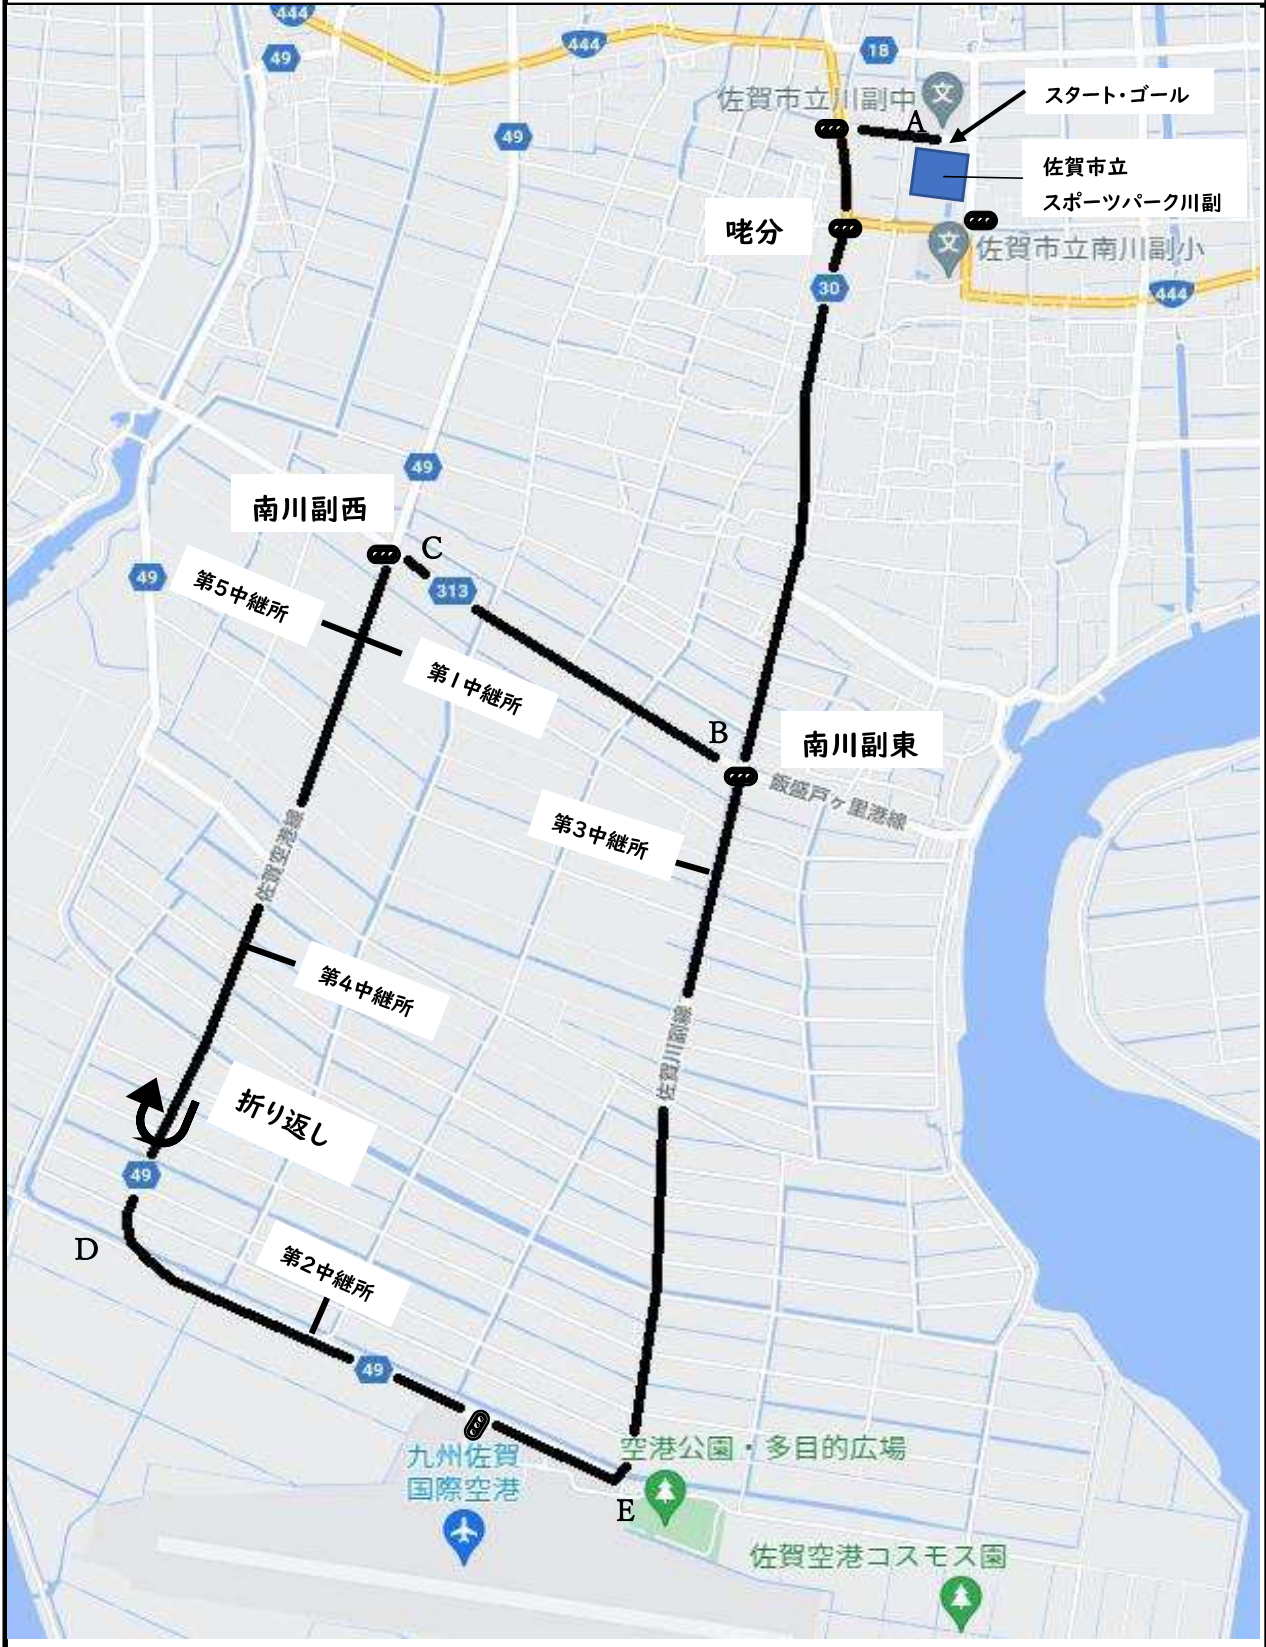 444
49
444
18
佐賀市立川副中
スタート・ゴール
A
49
佐賀市立
スポーツパーク川副
咾分
佐賀市立南川副小
30
444
49
南川副西
C
49
第5中継所
313
第1中継所
B
南川副東
飯盛戸ヶ里港線
第3中継所
佐賀空港線
第4中継所
佐賀川副線
折り返し
49
D
第2中継所
49
九州佐賀
国際空港
空港公園・多目的広場
E
佐賀空港コスモス園